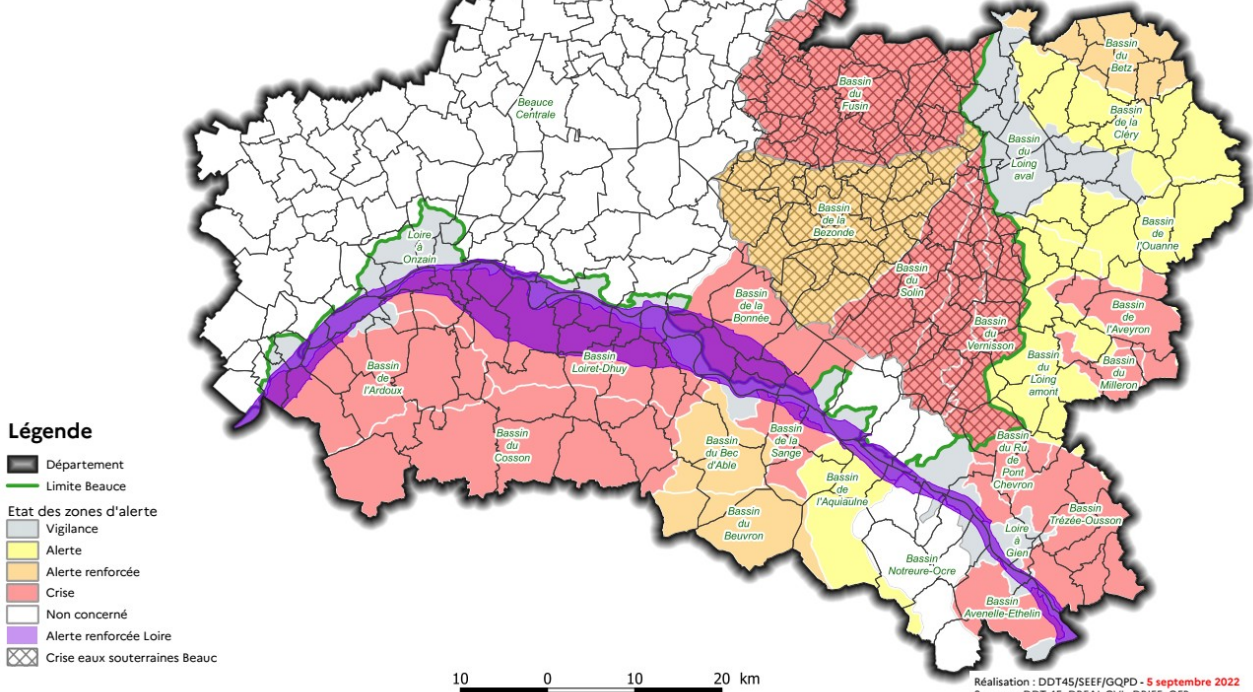 Bassin
du
Betz
Bassin
du
Fusin
Beauce
Centrale
Bassin
de la
Cléry
Bassin
du
Loing
aval
Bassin
de la
Bezonde
Bassin
de
l'Ouanne
Loire
à
Onzain
Bassin
du
Solin
Bassin
de la
Bonnée
Bassin
de
l'Aveyron
Bassin
du
Vernisson
Bassin
Loiret-Dhuy
Bassin
du
Loing
amont
Bassin
du
Milleron
Bassin
de
l'Ardoux
Bassin
du
Cosson
Bassin
du Bec
d'Able
Bassin
de la
Sange
Bassin
du Ru
de
Pont
Chevron
Bassin
de
l'Aquiaulne
Bassin
du
Beuvron
Bassin
Trézée-Ousson
Loire
à
Gien
Bassin
Notreure-Ocre
Bassin
Avenelle-Ethelin
Légende
Département
Limite Beauce
Etat des zones d'alerte
Vigilance
Alerte
Alerte renforcée
Crise
Non concerné
Alerte renforcée Loire
Crise eaux souterraines Beauc
10 0 10 20 km
Réalisation : DDT45/SEEF/GQPD - 5 septembre 2022